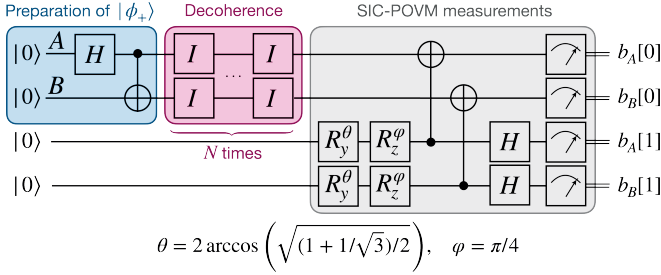 Preparation of |ϕ₊⟩ Decoherence SIC-POVM measurements
|0⟩ A H I ... I b_A[0]
|0⟩ B I I b_B[0]
N times
|0⟩ R_y^θ R_z^φ H b_A[1]
|0⟩ R_y^θ R_z^φ H b_B[1]
θ = 2 arccos(√((1 + 1/√3)/2)), φ = π/4